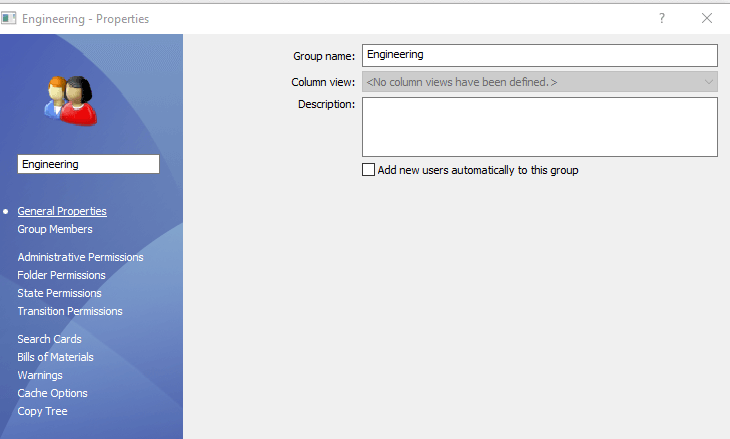 Engineering - Properties
?
Group name: Engineering
Column view: <No column views have been defined. >
Description:
Add new users automatically to this group
Engineering
General Properties
Group Members
Administrative Permissions
Folder Permissions
State Permissions
Transition Permissions
Search Cards
Bills of Materials
Warnings
Cache Options
Copy Tree